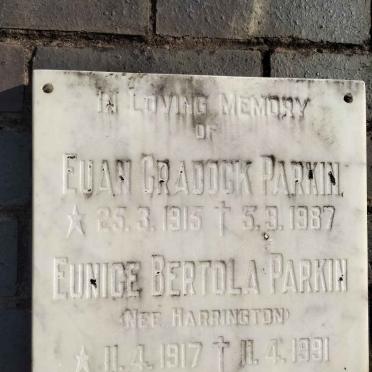 IN LOVING MEMORY
OF
EUAN CRADOCK PARKIN
☆ 25.3.1915 † 5.9.1987
EUNICE BERTOLA PARKIN
(NEE HARRINGTON)
☆ 11.4.1917 † 11.4.1991